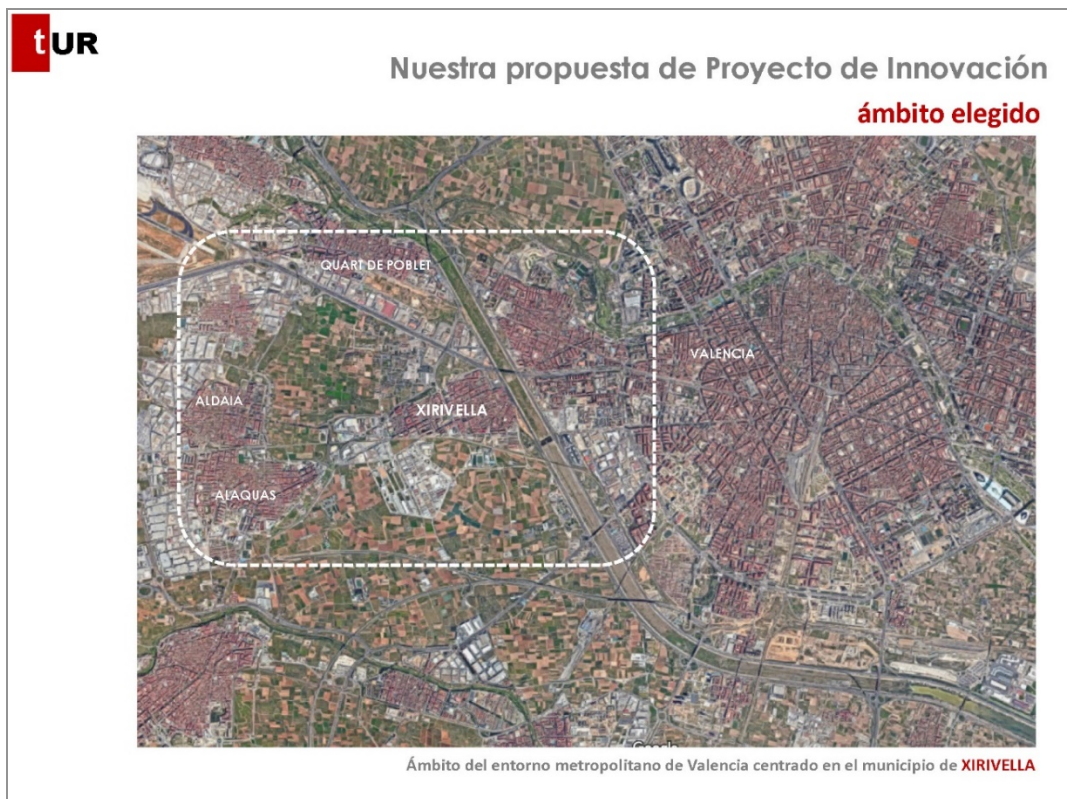 tUR
Nuestra propuesta de Proyecto de Innovación
ámbito elegido
QUART DE POBLET
VALENCIA
ALDAIA
XIRIVELLA
ALAQUAS
Google
Ámbito del entorno metropolitano de Valencia centrado en el municipio de XIRIVELLA